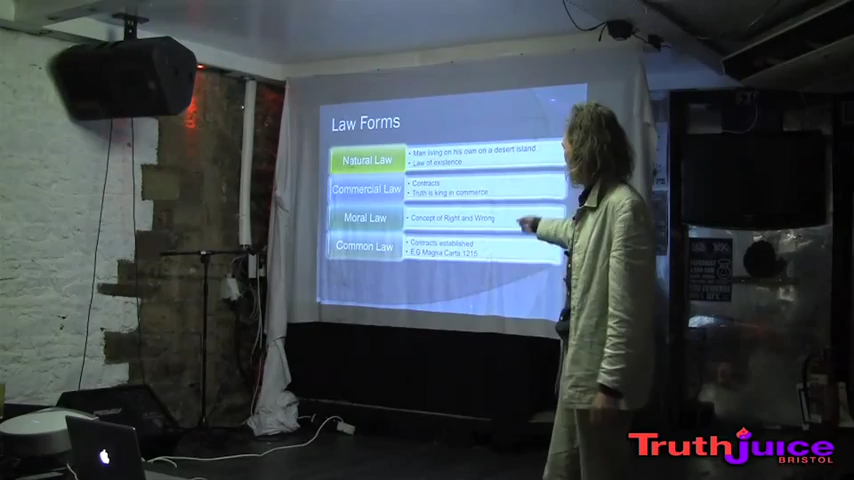 Law Forms
Natural Law
• Man living on his own on a desert island
• Law of existence
Commercial Law
• Contracts
• Truth is king in commerce
Moral Law
• Concept of Right and Wrong
Common Law
• Contracts established
• E.G Magna Carta 1215
TruthJuice
BRISTOL